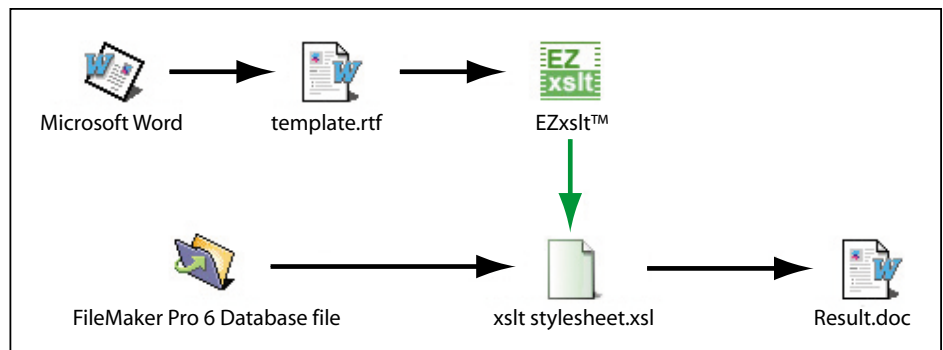 Microsoft Word
template.rtf
EZ
xslt
EZxslt™
FileMaker Pro 6 Database file
xslt stylesheet.xsl
Result.doc